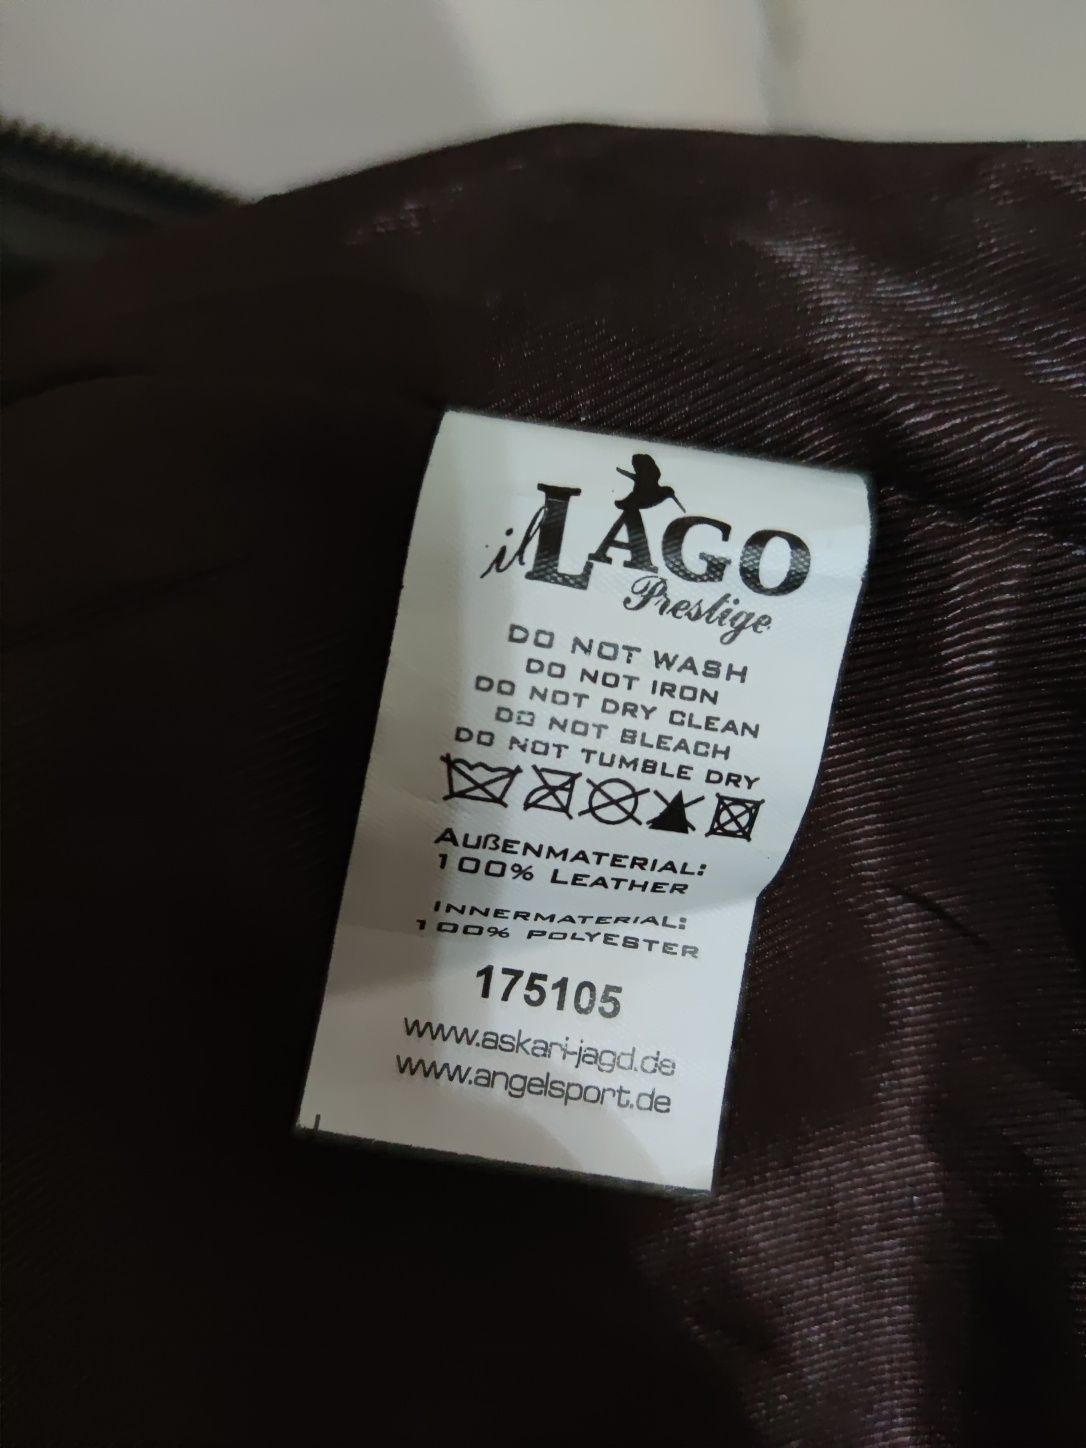 il LAGO
Prestige
DO NOT WASH
DO NOT IRON
DO NOT DRY CLEAN
DO NOT BLEACH
DO NOT TUMBLE DRY
AUßENMATERIAL:
100% LEATHER
INNERMATERIAL:
100% POLYESTER
175105
www.askari-jagd.de
www.angelsport.de